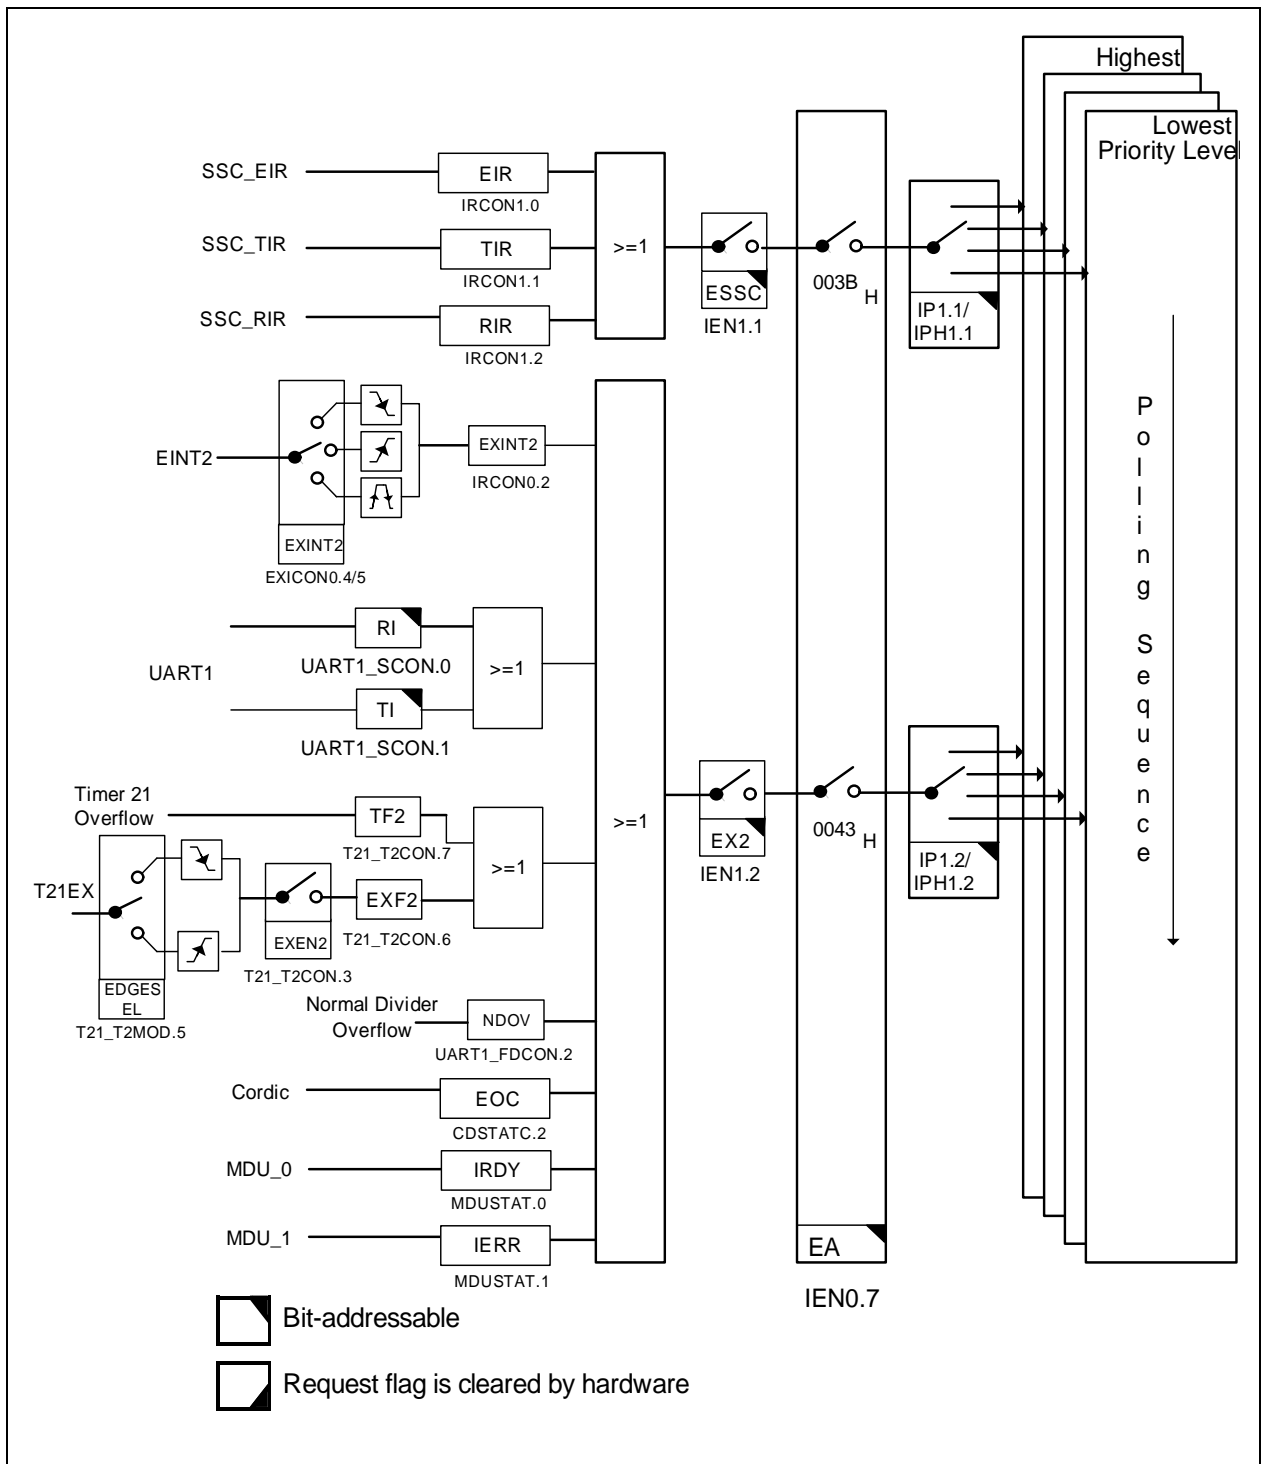 Highest
Lowest
Priority Leve
SSC_EIR
EIR
IRCON1.0
SSC_TIR
TIR
IRCON1.1
SSC_RIR
RIR
IRCON1.2
>=1
ESSC
IEN1.1
003B H
IP1.1/
IPH1.1
EINT2
EXINT2
EXICON0.4/5
EXINT2
IRCON0.2
UART1
RI
UART1_SCON.0
TI
UART1_SCON.1
>=1
Timer 21
Overflow
TF2
T21_T2CON.7
T21EX
EDGES
EL
T21_T2MOD.5
EXEN2
T21_T2CON.3
EXF2
T21_T2CON.6
>=1
Normal Divider
Overflow
NDOV
UART1_FDCON.2
Cordic
EOC
CDSTATC.2
MDU_0
IRDY
MDUSTAT.0
MDU_1
IERR
MDUSTAT.1
>=1
EX2
IEN1.2
0043 H
IP1.2/
IPH1.2
EA
IEN0.7
Polling Sequence
Bit-addressable
Request flag is cleared by hardware